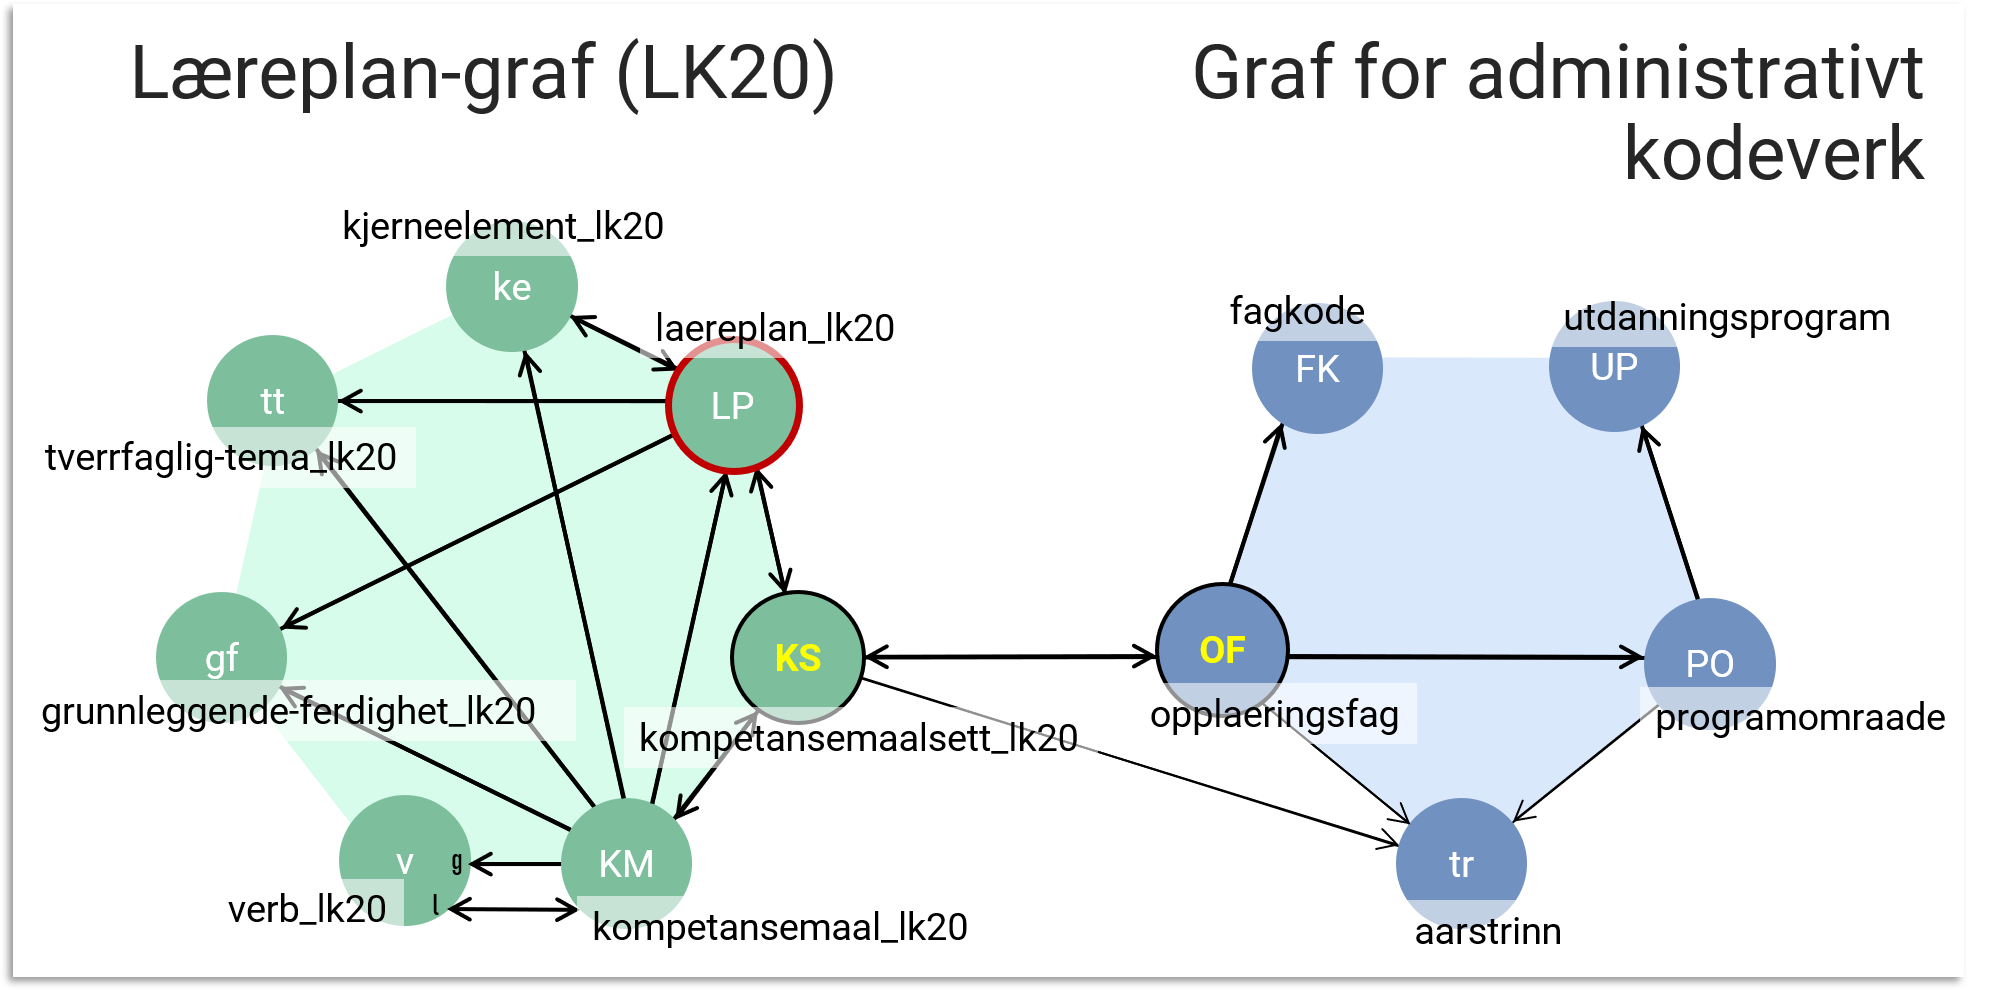 Læreplan-graf (LK20)
Graf for administrativt
kodeverk
kjerneelement_lk20
ke
laereplan_lk20
LP
tt
tverrfaglig-tema_lk20
gf
grunnleggende-ferdighet_lk20
KS
kompetansemaalsett_lk20
v g
l
verb_lk20
KM
kompetansemaal_lk20
fagkode
FK
utdanningsprogram
UP
OF
opplaeringsfag
PO
programomraade
tr
aarstrinn